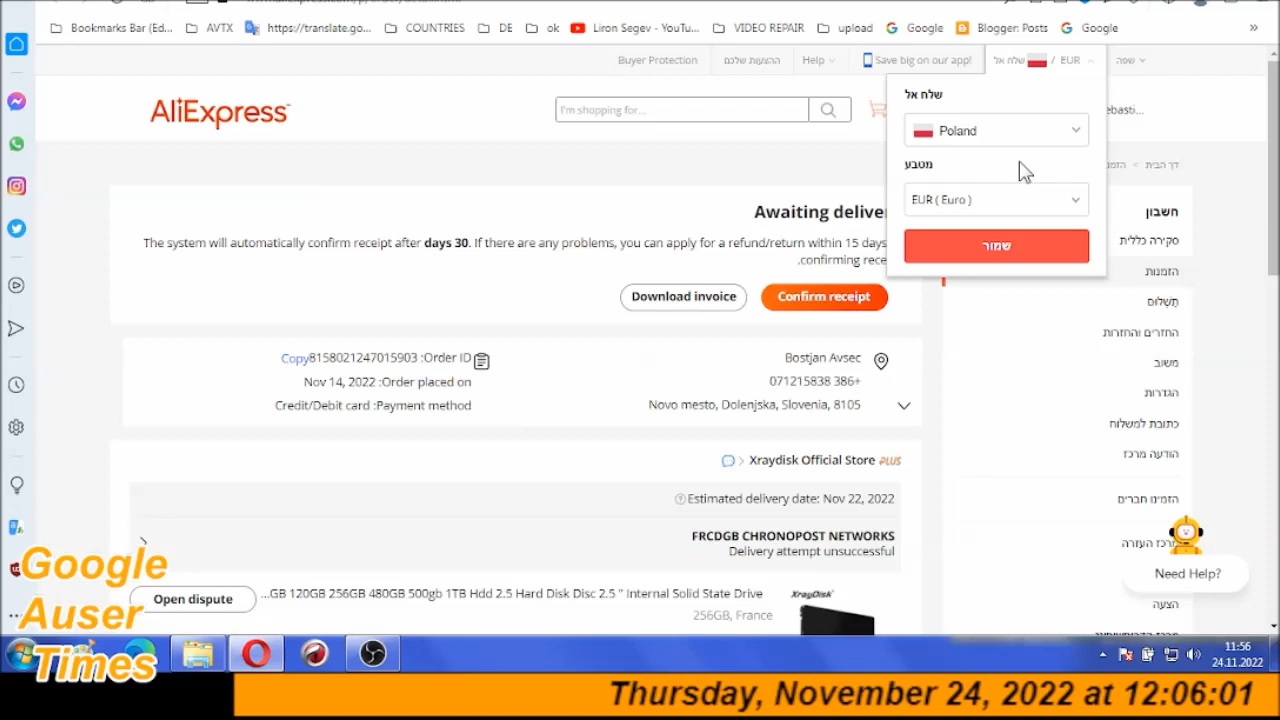 Bookmarks Bar (Ed... AVTX https://translate.go... COUNTRIES DE ok Liron Segev - YouTu... VIDEO REPAIR upload Google Blogger: Posts Google »
Buyer Protection ההצעות שלכם Help Save big on our app! שלח אל / EUR שפה
AliExpress
I'm shopping for...
ebasti...
שלח אל
Poland
מטבע
EUR ( Euro )
שמור
דף הבית >
Awaiting delive
The system will automatically confirm receipt after days 30. If there are any problems, you can apply for a refund/return within 15 days
.confirming rece
Download invoice Confirm receipt
חשבון
סקירה כללית
הזמנות
תַשְׁלוּם
החזרים והחזרות
משוב
הגדרות
כתובת למשלוח
הודעה מרכז
הזמינו חברים
מרכז העזרה
הצעה
Copy8158021247015903 :Order ID
Nov 14, 2022 :Order placed on
Credit/Debit card :Payment method
Bostjan Avsec
071215838 386+
Novo mesto, Dolenjska, Slovenia, 8105
Xraydisk Official Store PLUS
Estimated delivery date: Nov 22, 2022
FRCDGB CHRONOPOST NETWORKS
Delivery attempt unsuccessful
Open dispute
...GB 120GB 256GB 480GB 500gb 1TB Hdd 2.5 Hard Disk Disc 2.5 " Internal Solid State Drive
256GB, France
XrayDisk
Need Help?
Google
Auser
Times
11:56
24.11.2022
Thursday, November 24, 2022 at 12:06:01